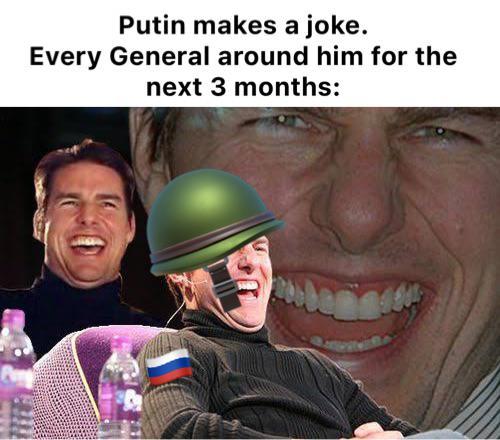 Putin makes a joke.
Every General around him for the
next 3 months: